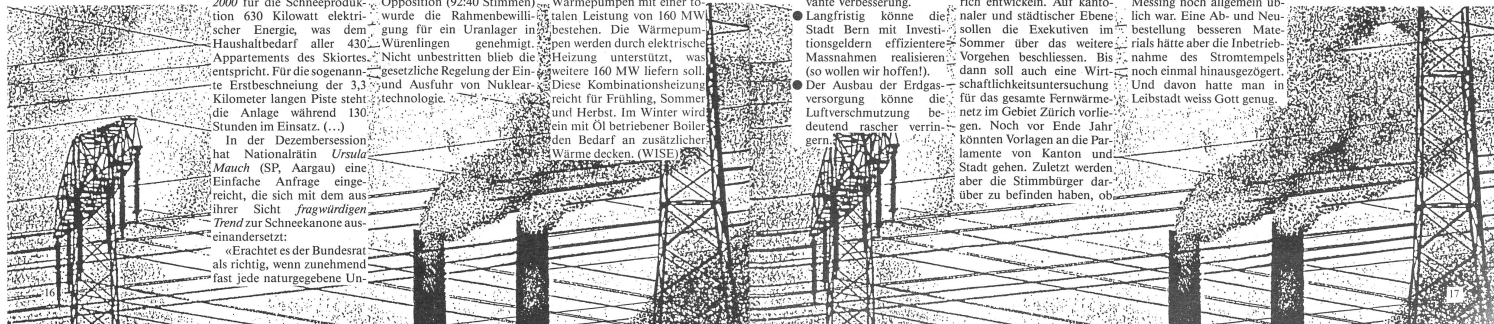 2000 für die Schneeproduk-
tion 630 Kilowatt elektri-
scher Energie, was dem
Haushaltbedarf aller 430
Appartements des Skiortes
entspricht. Für die sogenann-
te Erstbeschneiung der 3,3
Kilometer langen Piste steht
die Anlage während 130
Stunden im Einsatz. (...)
In der Dezembersession
hat Nationalrätin Ursula
Mauch (SP, Aargau) eine
Einfache Anfrage einge-
reicht, die sich mit dem aus
ihrer Sicht fragwürdigen
Trend zur Schneekanone aus-
einandersetzt:
«Erachtet es der Bundesrat
als richtig, wenn zunehmend
fast jede naturgegebene Un-
16
Opposition (92:40 Stimmen)
wurde die Rahmenbewilli-
gung für ein Uranlager in
Würenlingen genehmigt.
Nicht unbestritten blieb die
gesetzliche Regelung der Ein-
und Ausfuhr von Nuklear-
technologie.
Wärmepumpen mit einer to-
talen Leistung von 160 MW
bestehen. Die Wärmepum-
pen werden durch elektrische
Heizung unterstützt, was
weitere 160 MW liefern soll.
Diese Kombinationsheizung
reicht für Frühling, Sommer
und Herbst. Im Winter wird
ein mit Öl betriebener Boiler
den Bedarf an zusätzlicher
Wärme decken. (WISE)
vante Verbesserung.
● Langfristig könne die
Stadt Bern mit Investi-
tionsgeldern effizientere
Massnahmen realisieren
(so wollen wir hoffen!).
● Der Ausbau der Erdgas-
versorgung könne die
Luftverschmutzung be-
deutend rascher verrin-
gern.
rich entwickeln. Auf kanto-
naler und städtischer Ebene
sollen die Exekutiven im
Sommer über das weitere
Vorgehen beschliessen. Bis
dann soll auch eine Wirt-
schaftlichkeitsuntersuchung
für das gesamte Fernwärme-
netz im Gebiet Zürich vorlie-
gen. Noch vor Ende Jahr
könnten Vorlagen an die Par-
lamente von Kanton und
Stadt gehen. Zuletzt werden
aber die Stimmbürger dar-
über zu befinden haben, ob
Messing noch allgemein üb-
lich war. Eine Ab- und Neu-
bestellung besseren Mate-
rials hätte aber die Inbetrieb-
nahme des Stromtempels
noch einmal hinausgezögert.
Und davon hatte man in
Leibstadt weiss Gott genug.
17